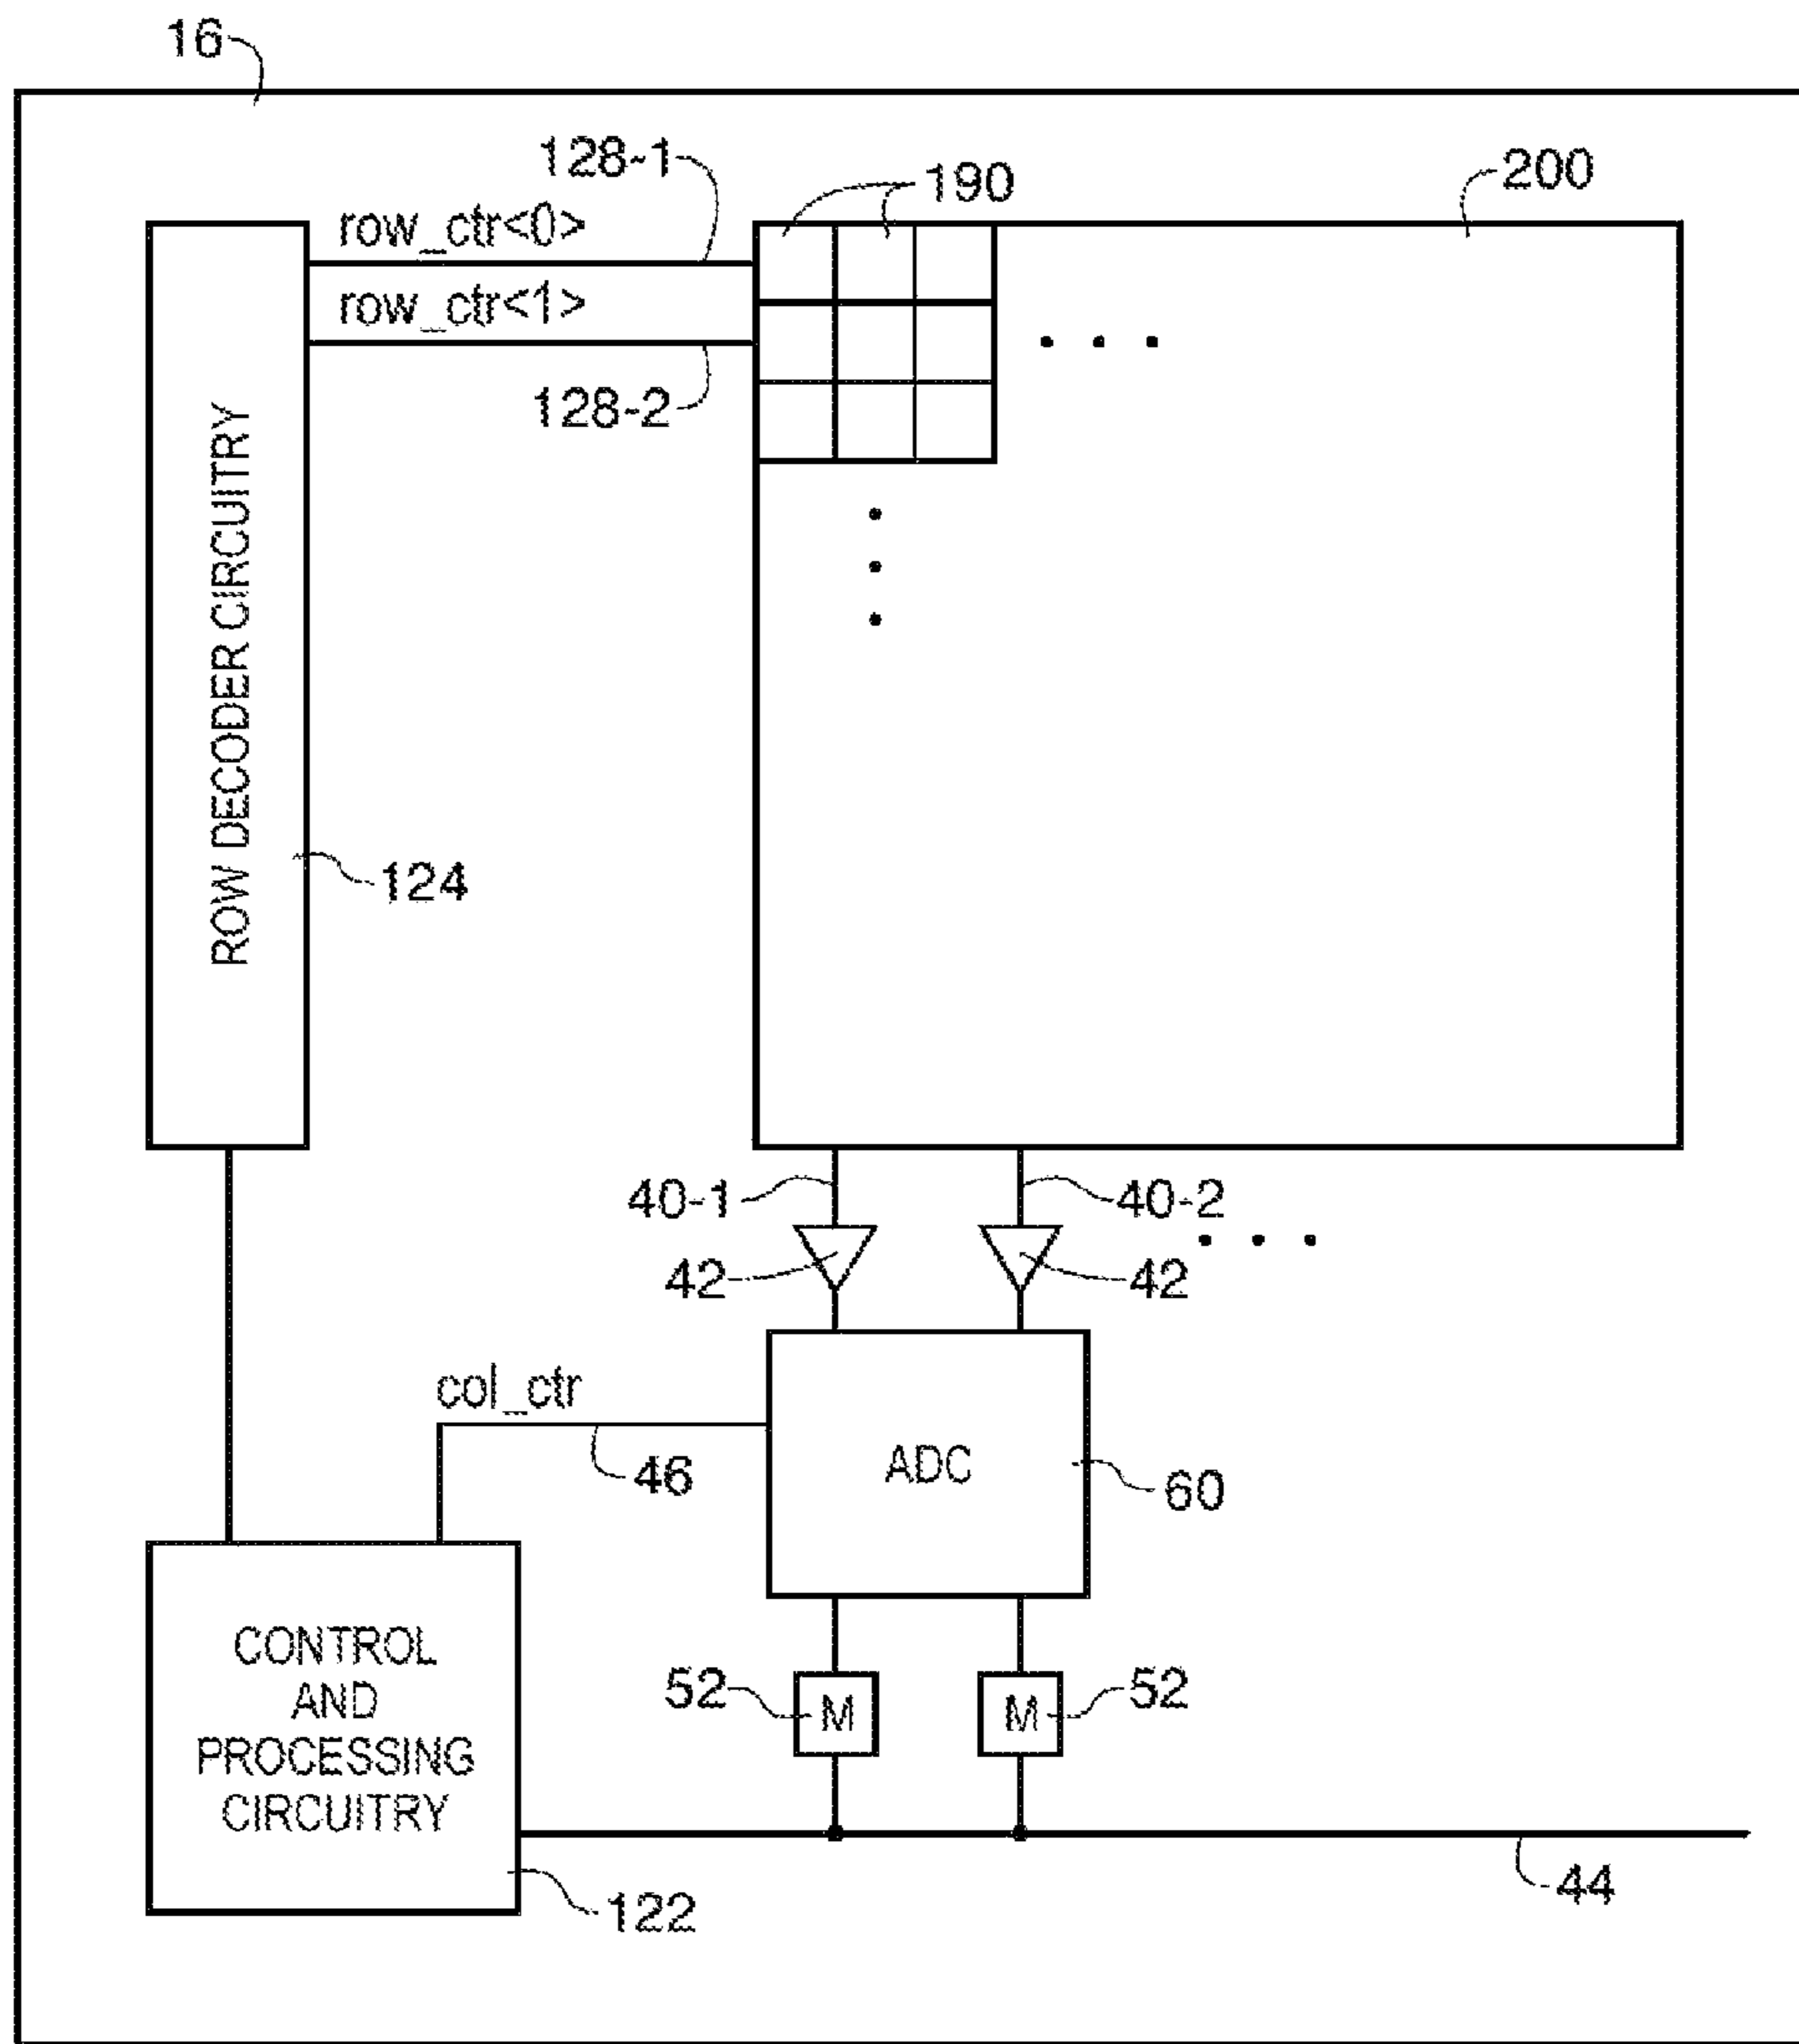 16
128-1
190
200
row_ctr<0>
row_ctr<1>
128-2
ROW DECODER CIRCUITRY
124
40-1
40-2
42
42
col_ctr
46
ADC
60
CONTROL
AND
PROCESSING
CIRCUITRY
52
M
M
52
122
44